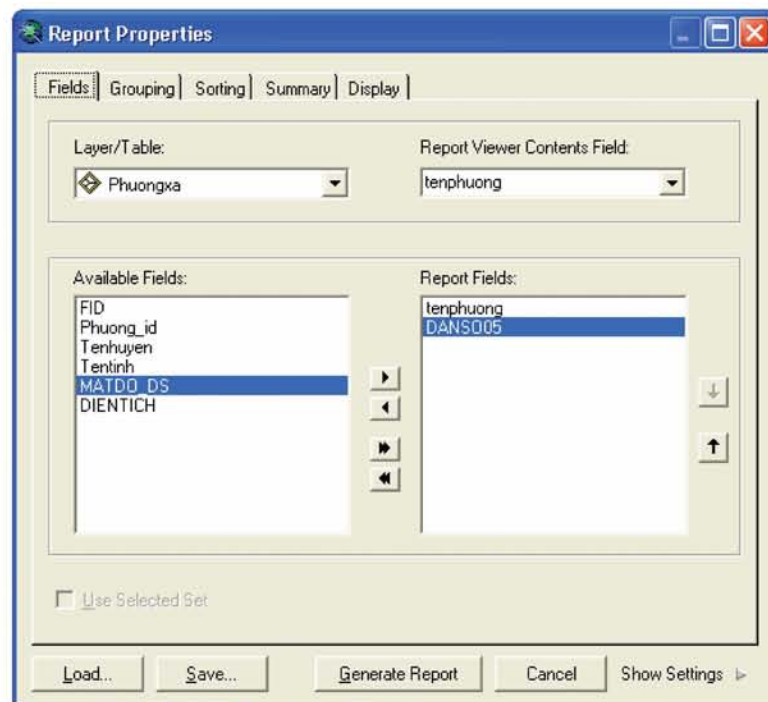 Report Properties
Fields Grouping Sorting Summary Display
Layer/Table:
Phuongxa
Report Viewer Contents Field:
tenphuong
Available Fields:
FID
Phuong_id
Tenhuyen
Tentinh
MATDO_DS
DIENTICH
Report Fields:
tenphuong
DANSO05
Use Selected Set
Load... Save... Generate Report Cancel Show Settings